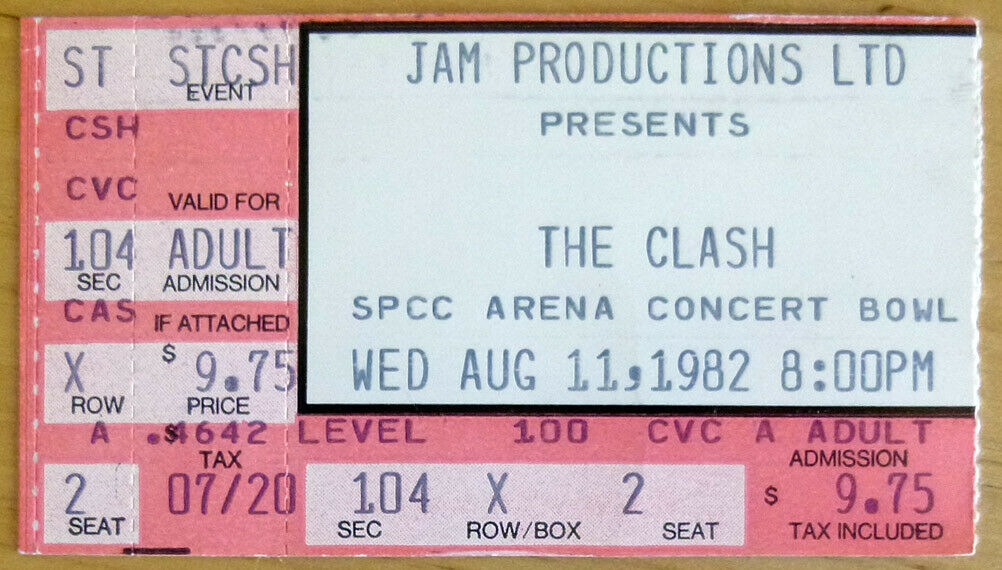 ST STCSH
EVENT
CSH
CVC
VALID FOR
104 ADULT
SEC ADMISSION
CAS
IF ATTACHED
X $ 9.75
ROW PRICE
A .$4642 LEVEL 100 CVC A ADULT
TAX
2 07/20
SEAT
JAM PRODUCTIONS LTD
PRESENTS
THE CLASH
SPCC ARENA CONCERT BOWL
WED AUG 11,1982 8:00PM
ADMISSION
104 X 2 $ 9.75
SEC ROW/BOX SEAT TAX INCLUDED